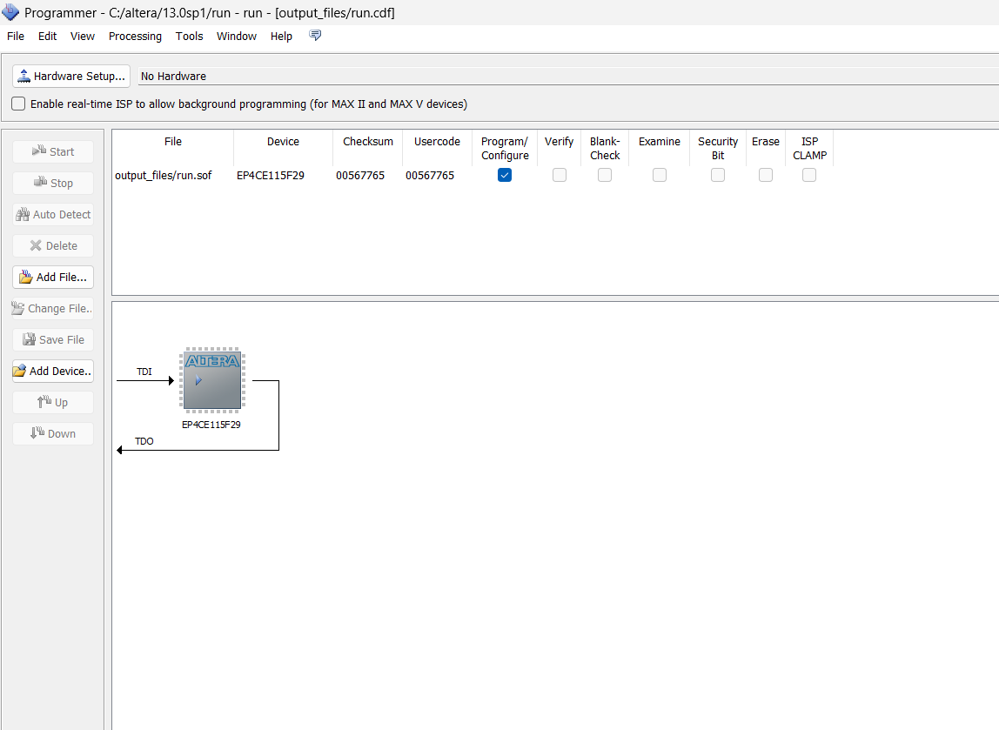 Programmer - C:/altera/13.0sp1/run - run - [output_files/run.cdf]
File Edit View Processing Tools Window Help
Hardware Setup... No Hardware
Enable real-time ISP to allow background programming (for MAX II and MAX V devices)
Start
Stop
Auto Detect
Delete
Add File...
Change File..
Save File
Add Device..
Up
Down
File Device Checksum Usercode Program/ Verify Blank- Examine Security Erase ISP
Configure Check Bit CLAMP
output_files/run.sof EP4CE115F29 00567765 00567765
ALTERA
TDI
EP4CE115F29
TDO